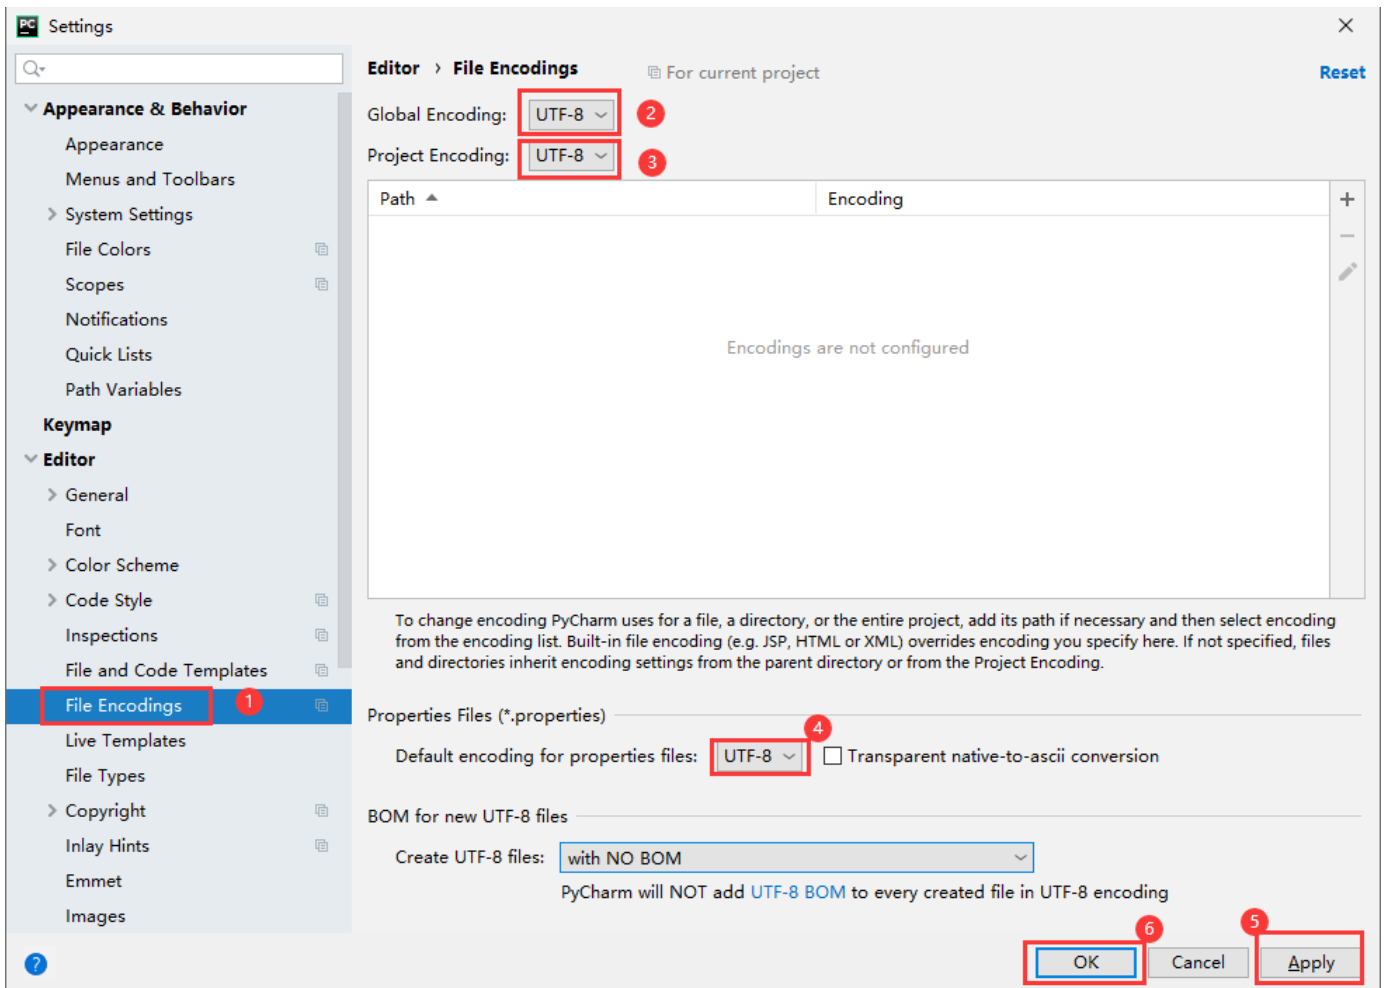 PC Settings
Appearance & Behavior
Appearance
Menus and Toolbars
System Settings
File Colors
Scopes
Notifications
Quick Lists
Path Variables
Keymap
Editor
General
Font
Color Scheme
Code Style
Inspections
File and Code Templates
File Encodings 1
Live Templates
File Types
Copyright
Inlay Hints
Emmet
Images
?
Editor › File Encodings For current project Reset
Global Encoding: UTF-8 2
Project Encoding: UTF-8 3
Path Encoding
Encodings are not configured
To change encoding PyCharm uses for a file, a directory, or the entire project, add its path if necessary and then select encoding
from the encoding list. Built-in file encoding (e.g. JSP, HTML or XML) overrides encoding you specify here. If not specified, files
and directories inherit encoding settings from the parent directory or from the Project Encoding.
Properties Files (*.properties)
4
Default encoding for properties files: UTF-8 Transparent native-to-ascii conversion
BOM for new UTF-8 files
Create UTF-8 files: with NO BOM
PyCharm will NOT add UTF-8 BOM to every created file in UTF-8 encoding
6 5
OK Cancel Apply